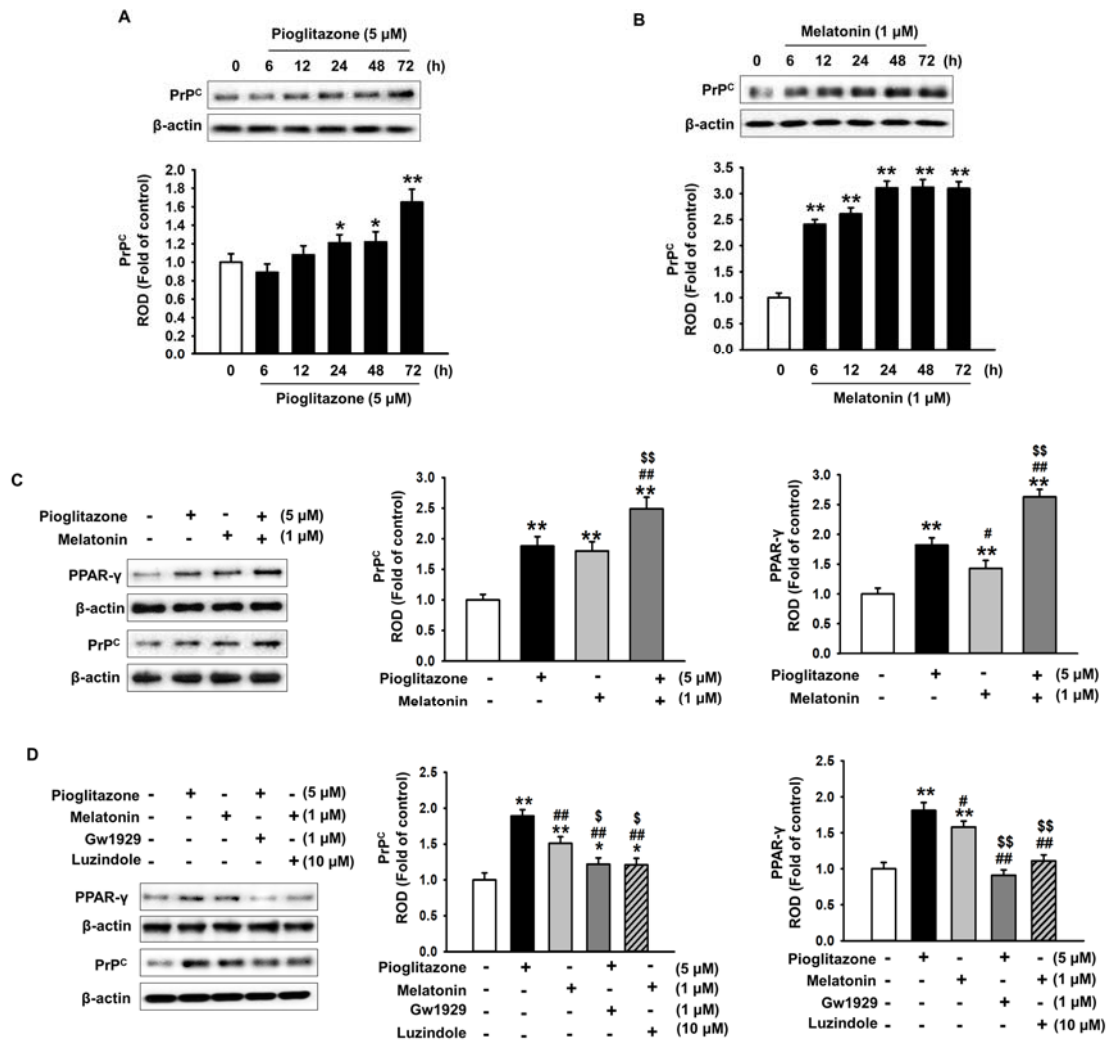 A
Pioglitazone (5 µM)
0 6 12 24 48 72 (h)
PrPᶜ
β-actin
PrPᶜ
ROD (Fold of control)
2.0
1.8
1.6
1.4
1.2
1.0
0.8
0.6
0.4
0.2
0.0
* * **
0 6 12 24 48 72 (h)
Pioglitazone (5 µM)
B
Melatonin (1 µM)
0 6 12 24 48 72 (h)
PrPᶜ
β-actin
PrPᶜ
ROD (Fold of control)
3.5
3.0
2.5
2.0
1.5
1.0
0.5
0.0
** ** ** ** **
0 6 12 24 48 72 (h)
Melatonin (1 µM)
C
Pioglitazone - + - + (5 µM)
Melatonin - - + + (1 µM)
PPAR-γ
β-actin
PrPᶜ
β-actin
PrPᶜ
ROD (Fold of control)
3.0
2.5
2.0
1.5
1.0
0.5
0.0
$$
##
** ** **
Pioglitazone - + - + (5 µM)
Melatonin - - + + (1 µM)
PPAR-γ
ROD (Fold of control)
3.0
2.5
2.0
1.5
1.0
0.5
0.0
$$
# ##
** ** **
Pioglitazone - + - + (5 µM)
Melatonin - - + + (1 µM)
D
Pioglitazone - + - + - (5 µM)
Melatonin - - + - + (1 µM)
Gw1929 - - - + - (1 µM)
Luzindole - - - - + (10 µM)
PPAR-γ
β-actin
PrPᶜ
β-actin
PrPᶜ
ROD (Fold of control)
2.5
2.0
1.5
1.0
0.5
0.0
$ $
## ## ##
** ** * *
Pioglitazone - + - + - (5 µM)
Melatonin - - + - + (1 µM)
Gw1929 - - - + - (1 µM)
Luzindole - - - - + (10 µM)
PPAR-γ
ROD (Fold of control)
2.5
2.0
1.5
1.0
0.5
0.0
# $$ $$
** ** ## ##
Pioglitazone - + - + - (5 µM)
Melatonin - - + - + (1 µM)
Gw1929 - - - + - (1 µM)
Luzindole - - - - + (10 µM)